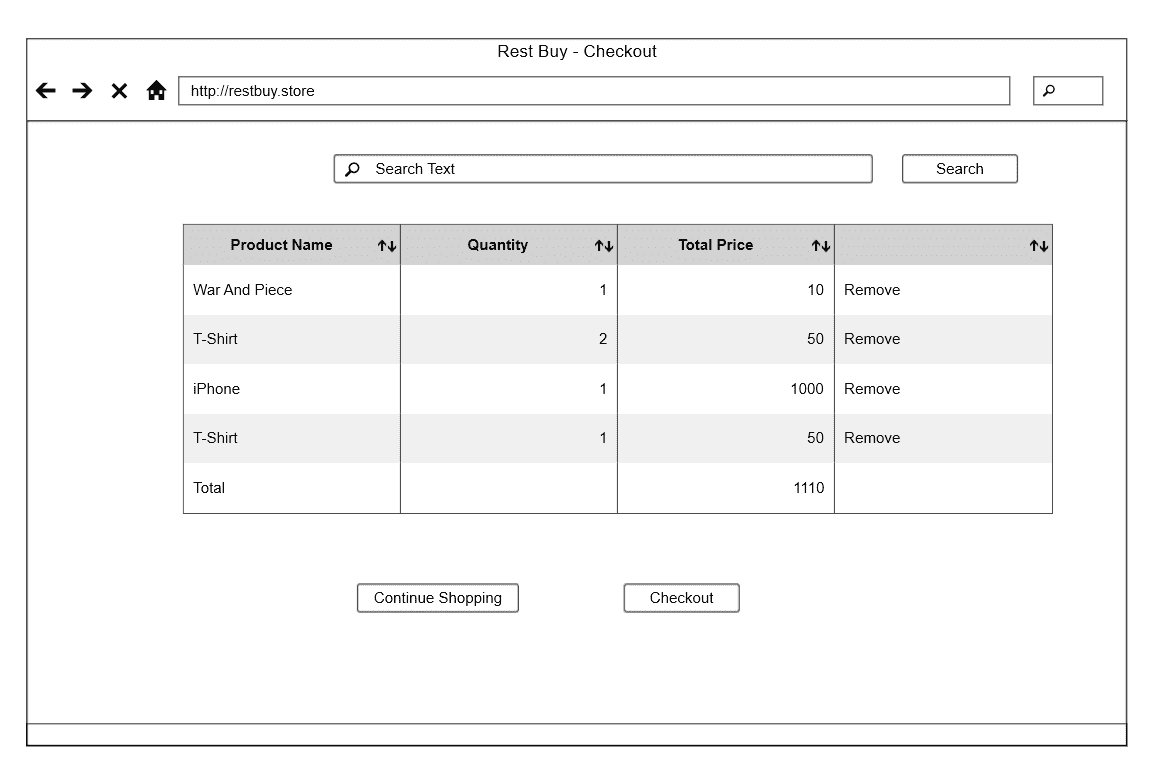 Rest Buy - Checkout
http://restbuy.store
Search Text Search
Product Name Quantity Total Price
War And Piece 1 10 Remove
T-Shirt 2 50 Remove
iPhone 1 1000 Remove
T-Shirt 1 50 Remove
Total 1110
Continue Shopping Checkout